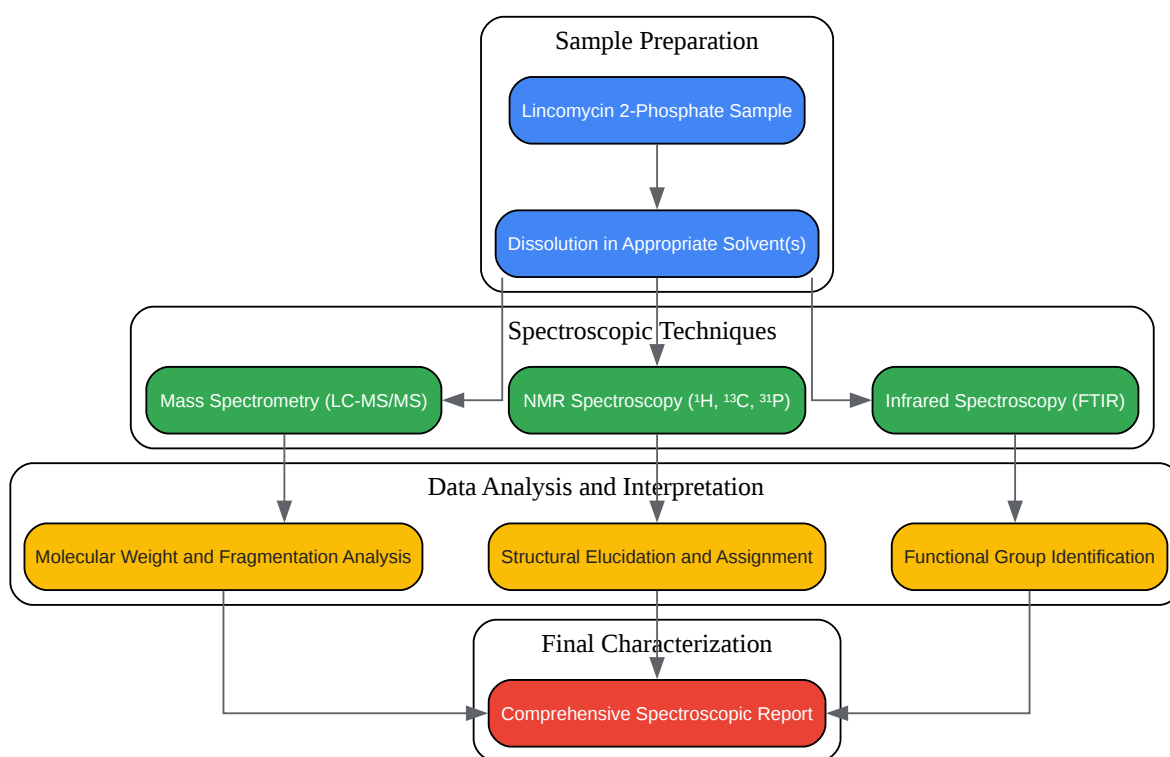 Sample Preparation
Lincomycin 2-Phosphate Sample
Dissolution in Appropriate Solvent(s)
Spectroscopic Techniques
Mass Spectrometry (LC-MS/MS)
NMR Spectroscopy (¹H, ¹³C, ³¹P)
Infrared Spectroscopy (FTIR)
Data Analysis and Interpretation
Molecular Weight and Fragmentation Analysis
Structural Elucidation and Assignment
Functional Group Identification
Final Characterization
Comprehensive Spectroscopic Report